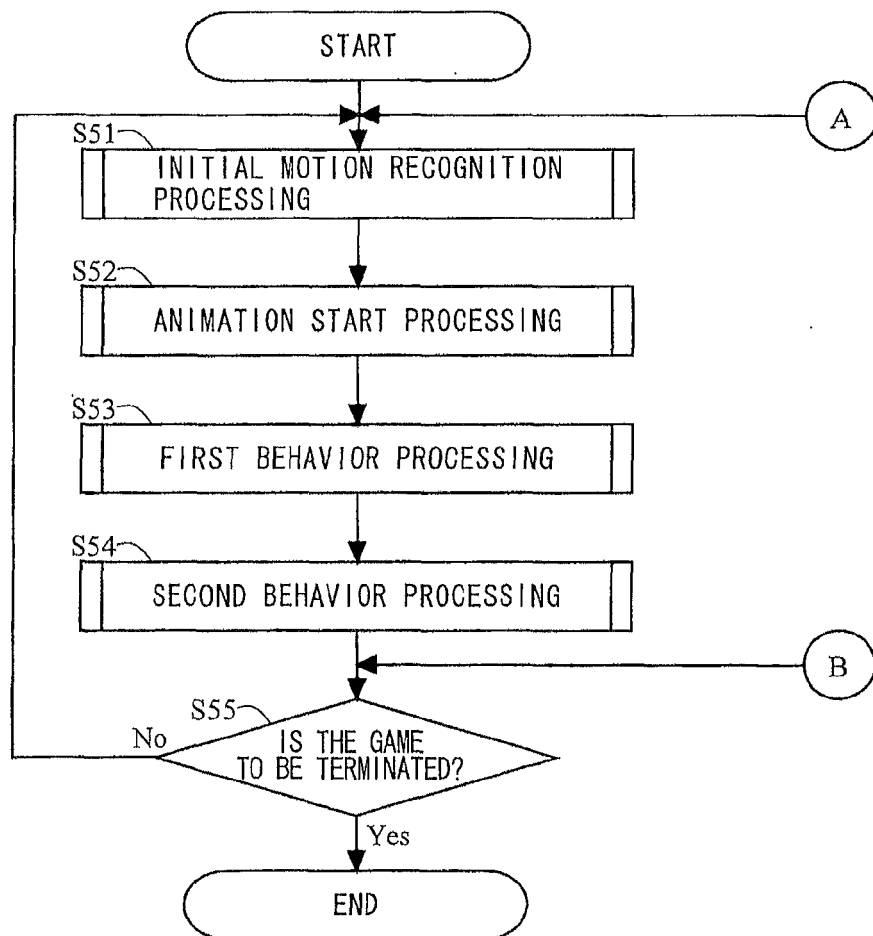 START
A
S51
INITIAL MOTION RECOGNITION
PROCESSING
S52
ANIMATION START PROCESSING
S53
FIRST BEHAVIOR PROCESSING
S54
SECOND BEHAVIOR PROCESSING
B
S55
No
IS THE GAME
TO BE TERMINATED?
Yes
END